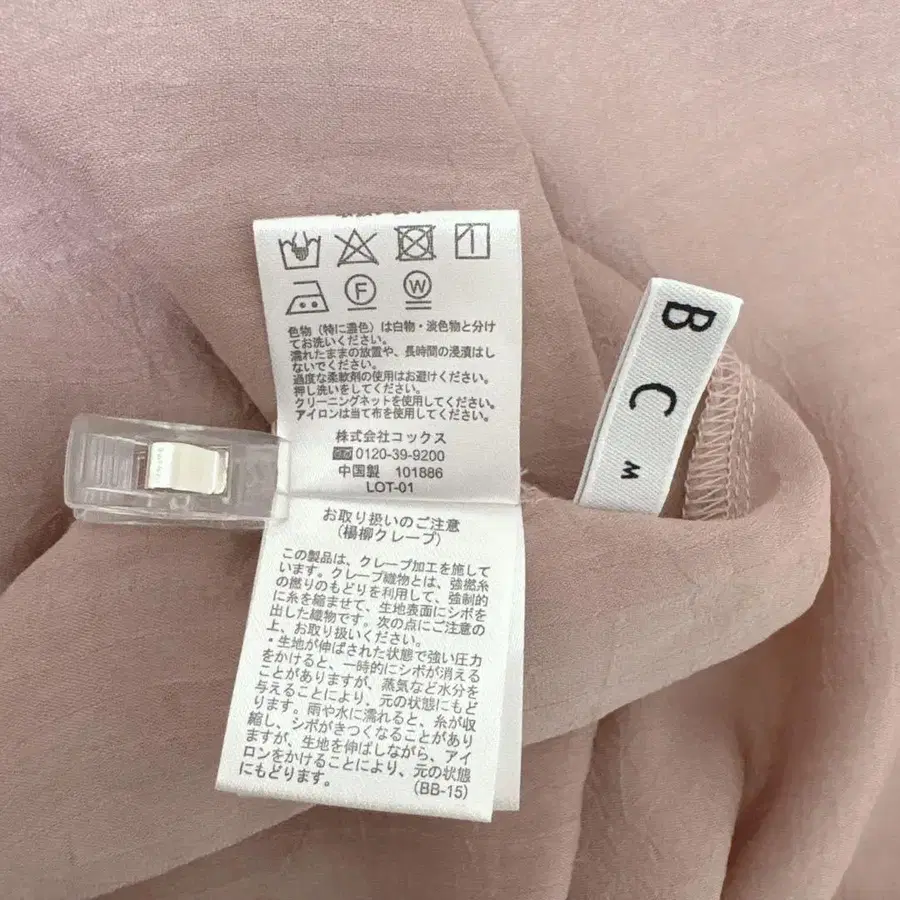 F
W
色物(特に濃色)は白物・淡色物と分け
てお洗いください。
濡れたままの放置や、長時間の浸漬はし
ないでください。
過度な柔軟剤の使用はお避けください。
押し洗いをしてください。
クリーニングネットを使用してください。
アイロンは当て布を使用してください。
株式会社コックス
0120-39-9200
中国製 101886
LOT-01
お取り扱いのご注意
(楊柳クレープ)
この製品は、クレープ加工を施して
います。クレープ織物とは、強撚糸
の撚りのもどりを利用して、強制的
に糸を縮ませて、生地表面にシボを
出した織物です。次の点にご注意の
上、お取り扱いください。
・生地が伸ばされた状態で強い圧力
をかけると、一時的にシボが消える
ことがありますが、蒸気など水分を
与えることにより、元の状態にもど
ります。雨や水に濡れると、糸が収
縮し、シボがきつくなることがあり
ますが、生地を伸ばしながら、アイ
ロンをかけることにより、元の状態
にもどります。 (BB-15)
B C M